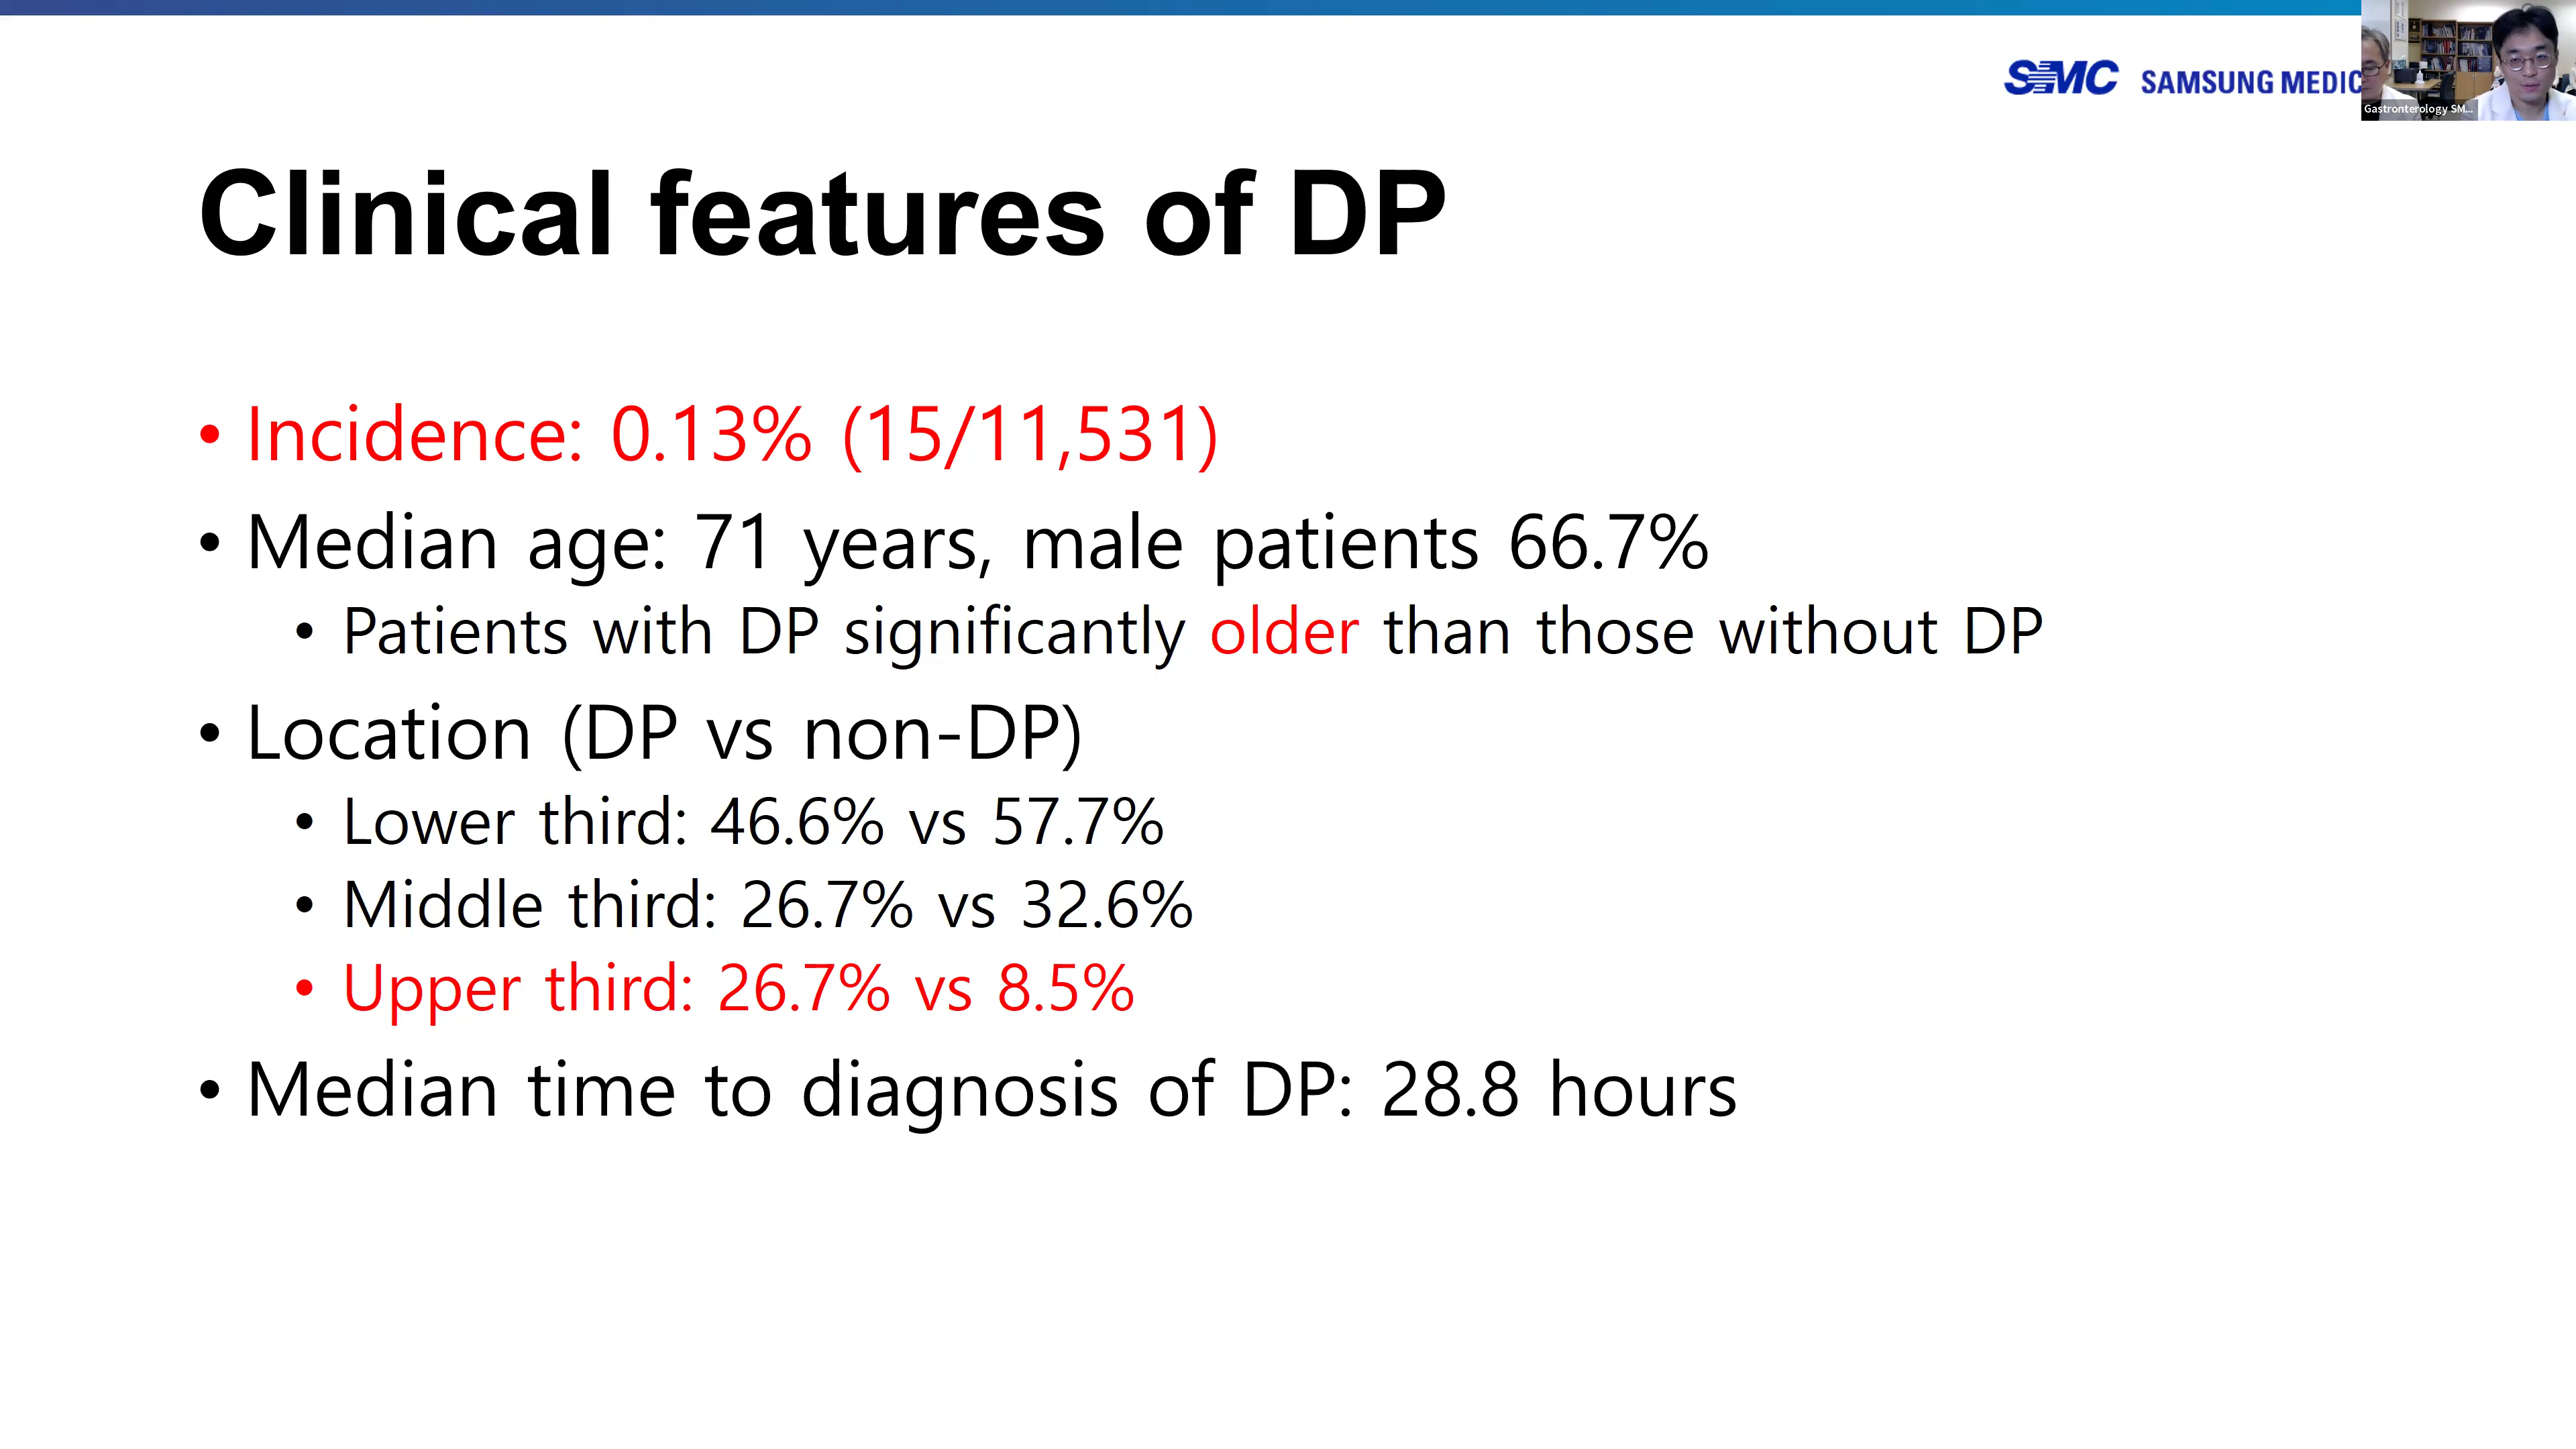 SMC SAMSUNG MEDIC
Gastronterology SM...
Clinical features of DP
• Incidence: 0.13% (15/11,531)
• Median age: 71 years, male patients 66.7%
• Patients with DP significantly older than those without DP
• Location (DP vs non-DP)
• Lower third: 46.6% vs 57.7%
• Middle third: 26.7% vs 32.6%
• Upper third: 26.7% vs 8.5%
• Median time to diagnosis of DP: 28.8 hours